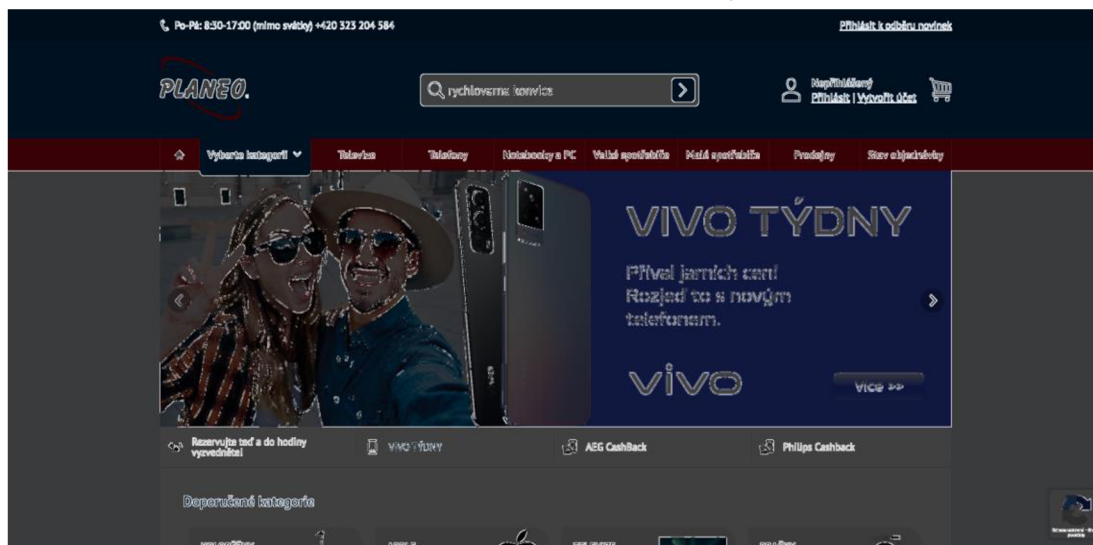 Po-Pá: 8:30-17:00 (mimo svátky) +420 323 204 584
Přihlásit k odběru novinek
PLANEO.
rychlovarna konvice
Nepřihlášený
Přihlásit | Vytvořit účet
Vyberte kategorii
Televize
Telefony
Notebooky a PC
Velké spotřebiče
Malé spotřebiče
Prodejny
Stav objednávky
VIVO TÝDNY
Příval jarních cen!
Rozjeď to s novým
telefonem.
vivo
Více >>
Rezervujte teď a do hodiny
vyzvedněte!
VIVO TÝDNY
AEG CashBack
Philips Cashback
Doporučené kategorie